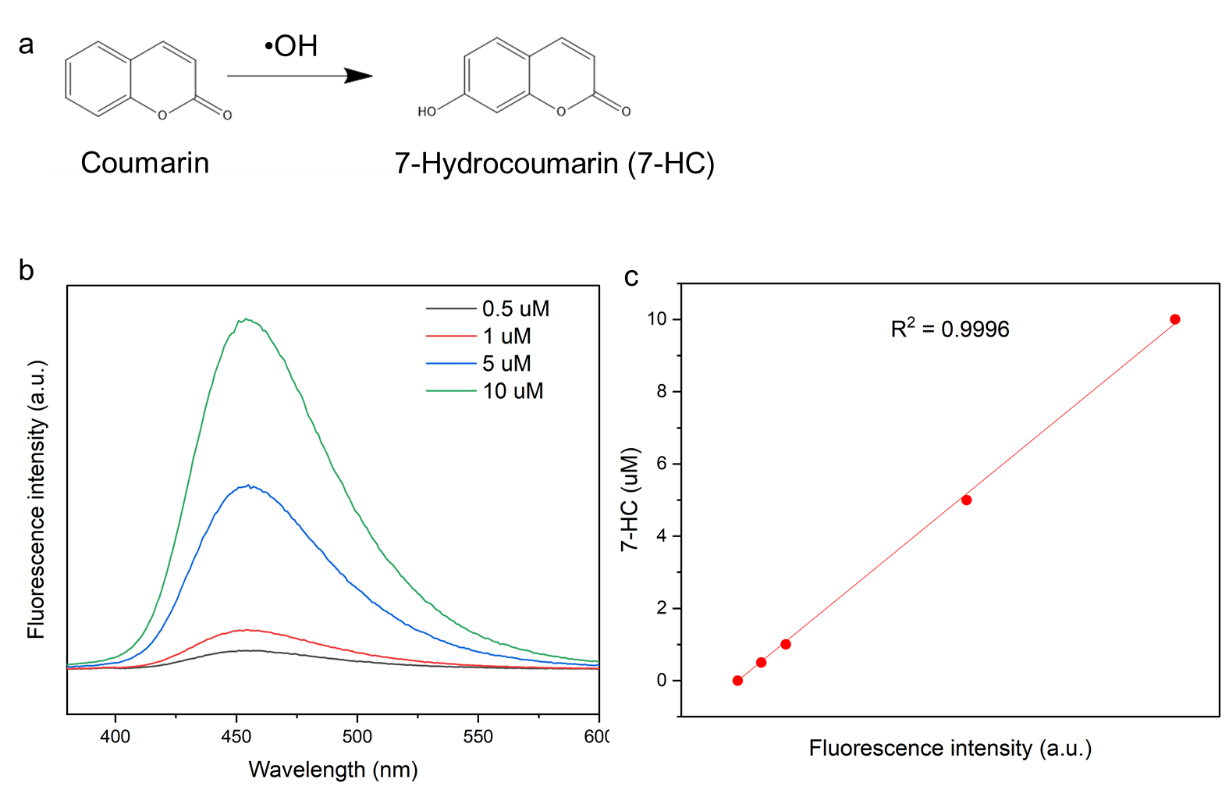 a
•OH
O
O
HO
O
O
Coumarin
7-Hydrocoumarin (7-HC)
b
0.5 uM
1 uM
5 uM
10 uM
Fluorescence intensity (a.u.)
400
450
500
550
600
Wavelength (nm)
c
R² = 0.9996
10
8
6
4
2
0
7-HC (uM)
Fluorescence intensity (a.u.)